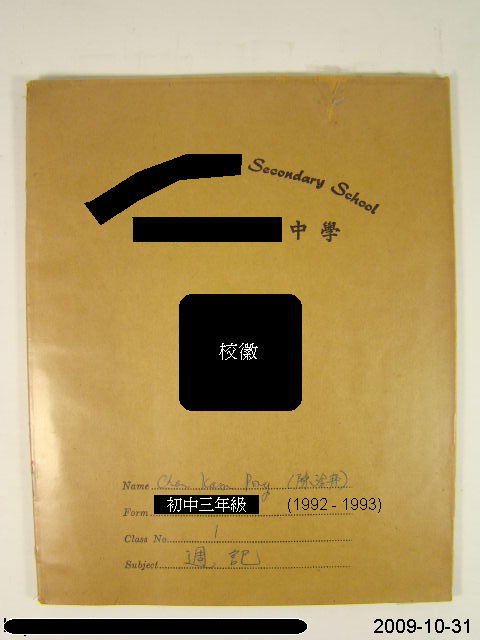 Secondary School
中學
校徽
Name Chan Kam
Form 初中三年級 (1992 - 1993)
Class No. 1
Subject 週記
2009-10-31